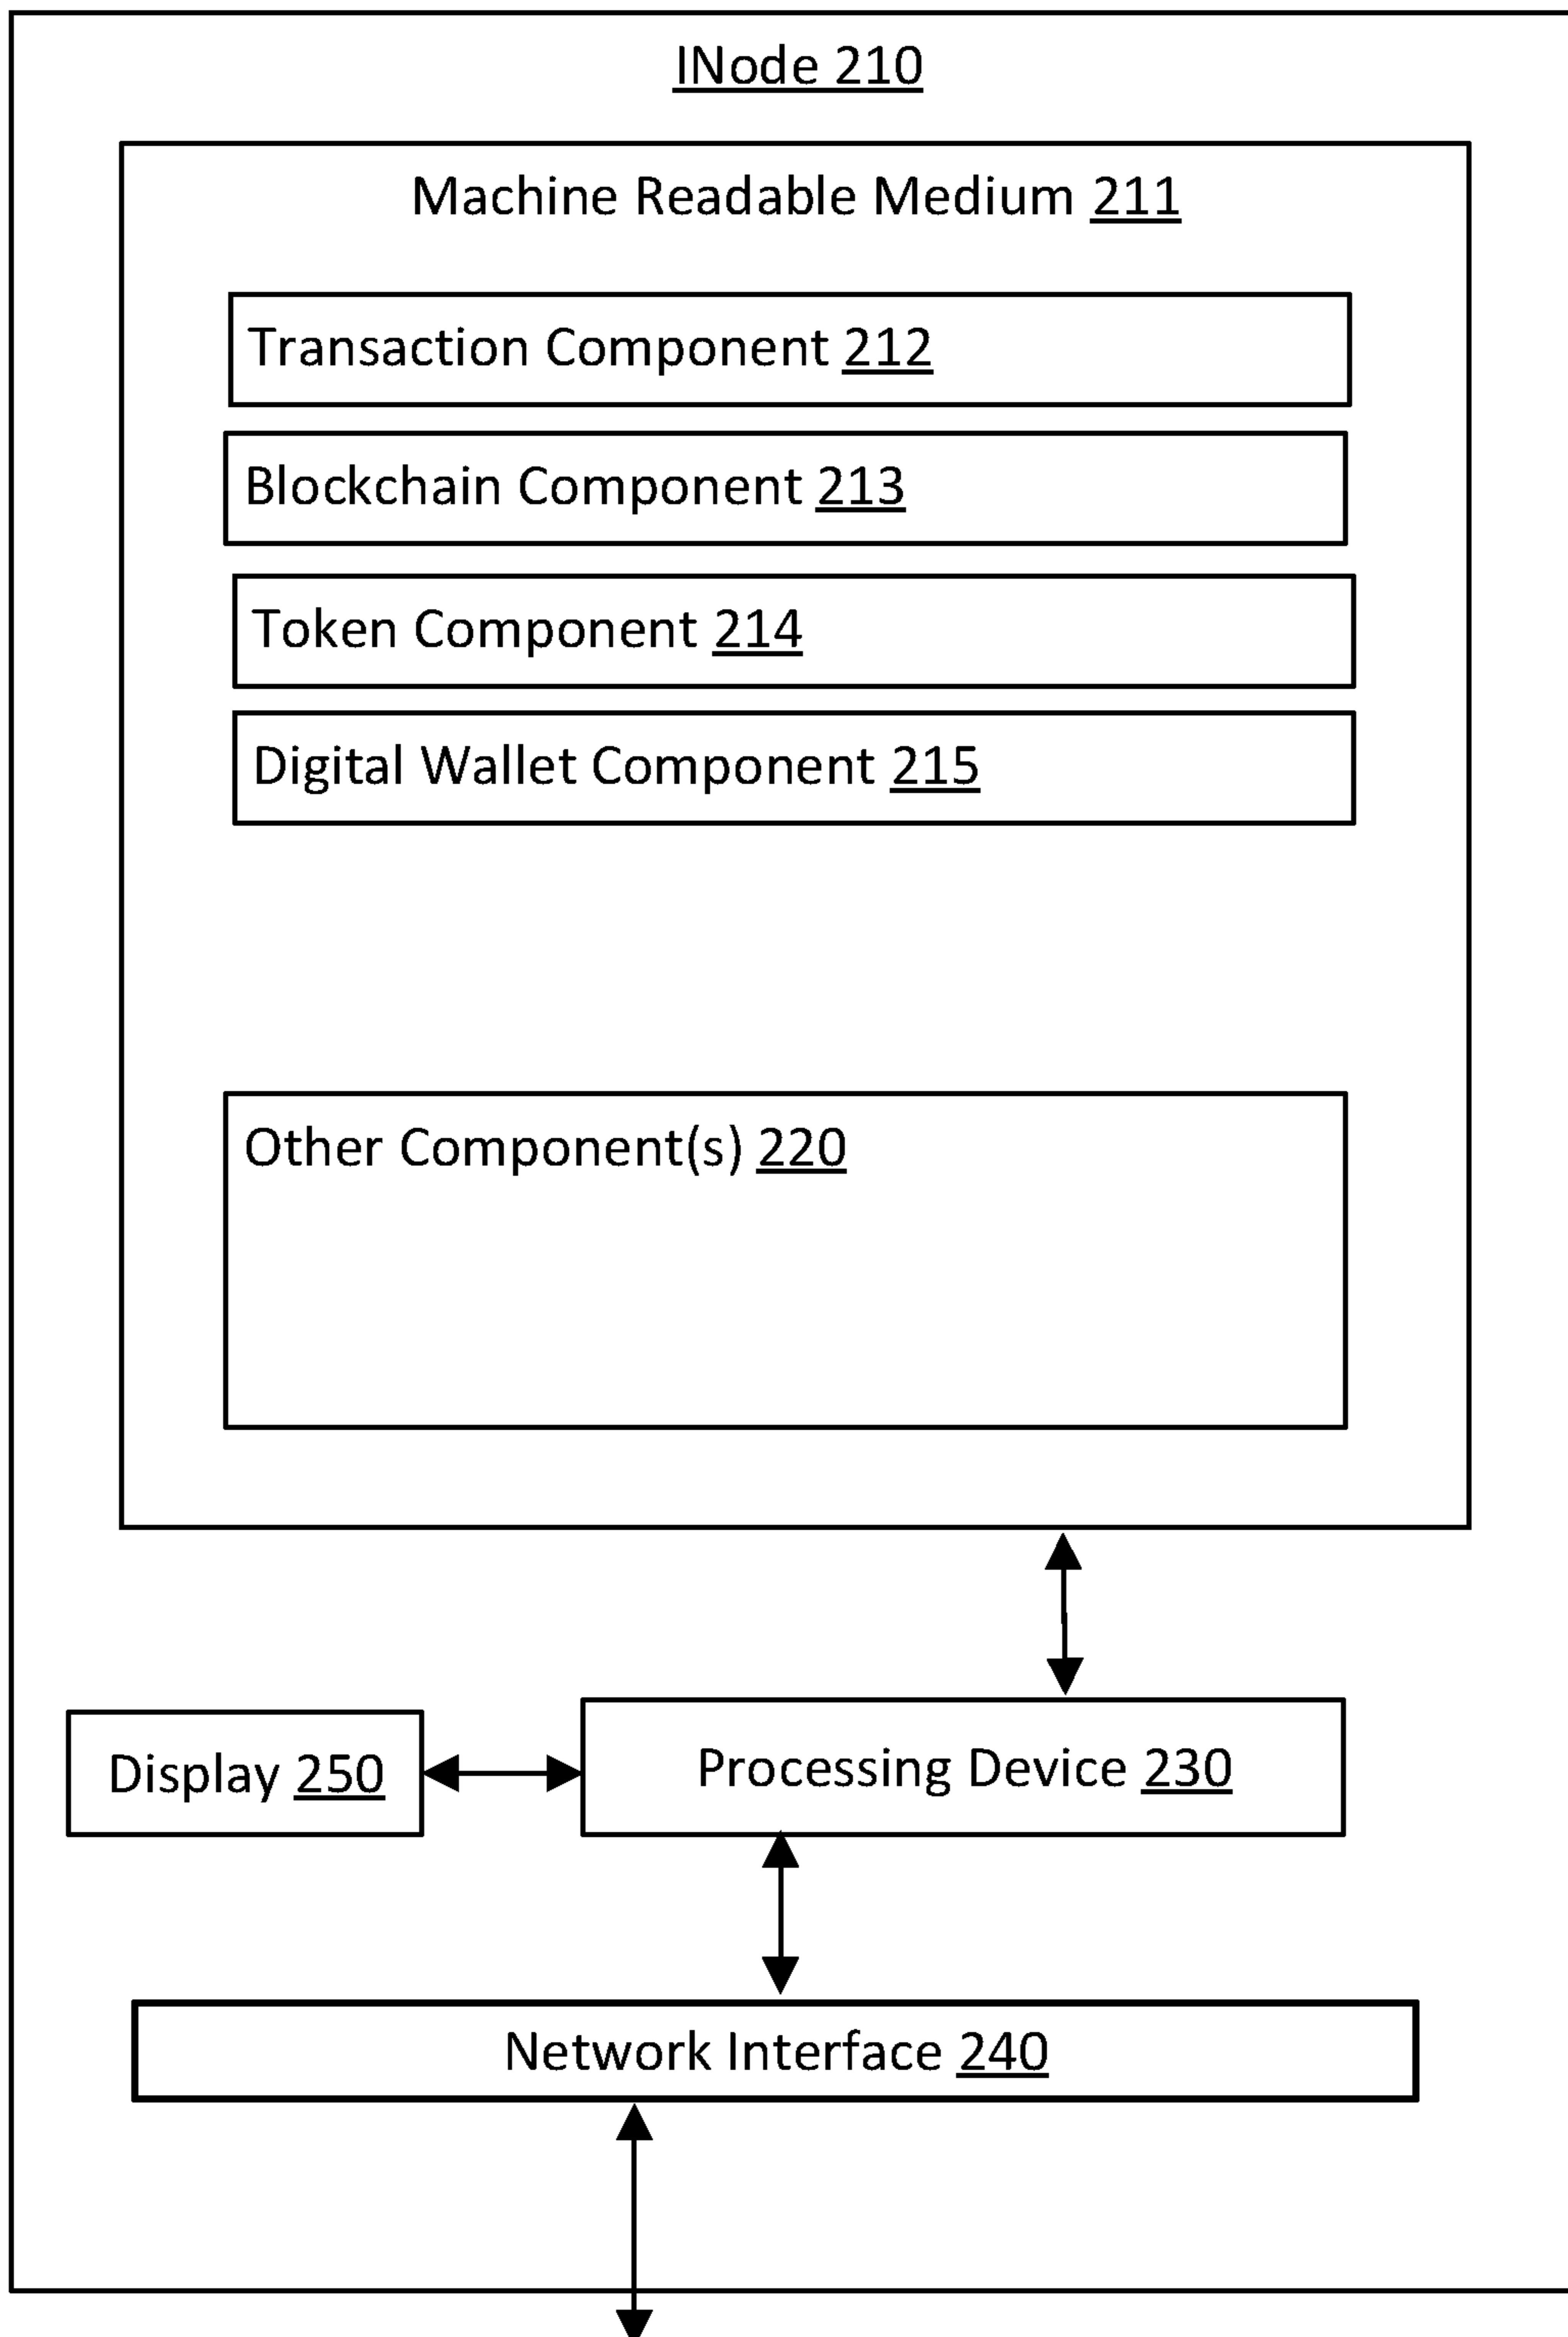 INode 210
Machine Readable Medium 211
Transaction Component 212
Blockchain Component 213
Token Component 214
Digital Wallet Component 215
Other Component(s) 220
Display 250
Processing Device 230
Network Interface 240